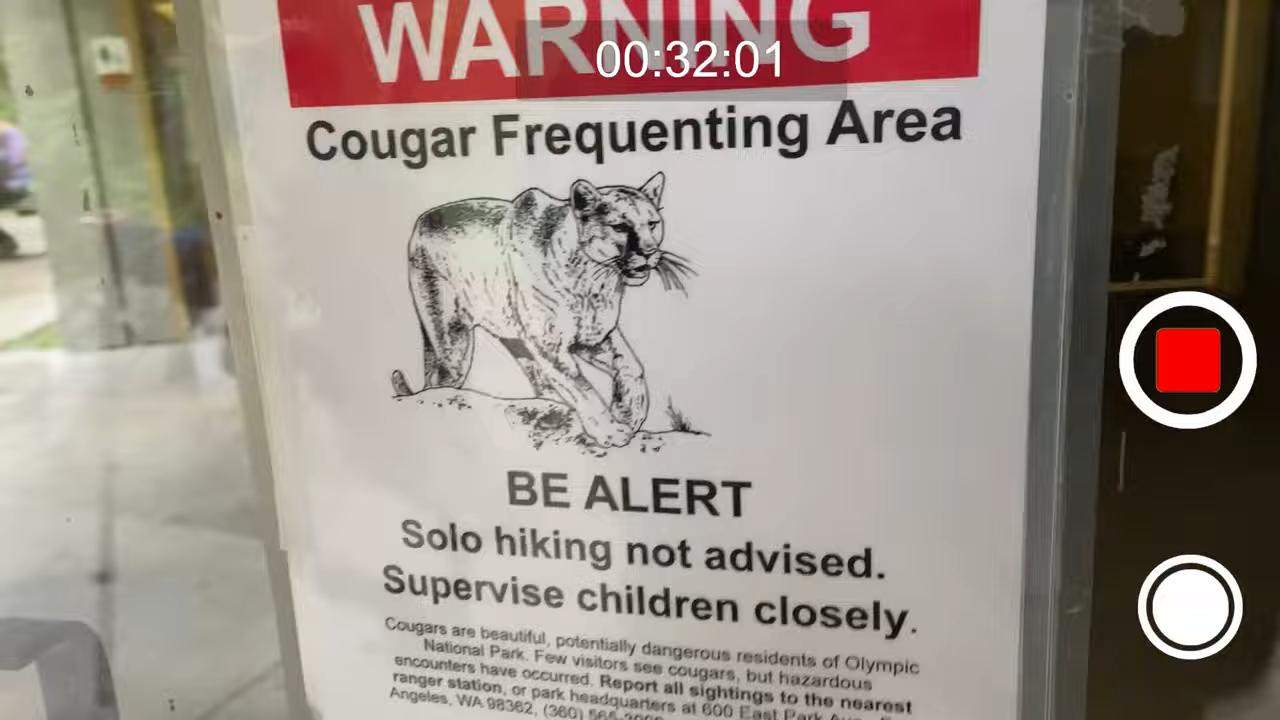 WARNING
00:32:01
Cougar Frequenting Area
BE ALERT
Solo hiking not advised.
Supervise children closely.
Cougars are beautiful, potentially dangerous residents of Olympic
National Park. Few visitors see cougars, but hazardous
encounters have occurred. Report all sightings to the nearest
ranger station, or park headquarters at 600 East Park
Angeles, WA 98362, (360)